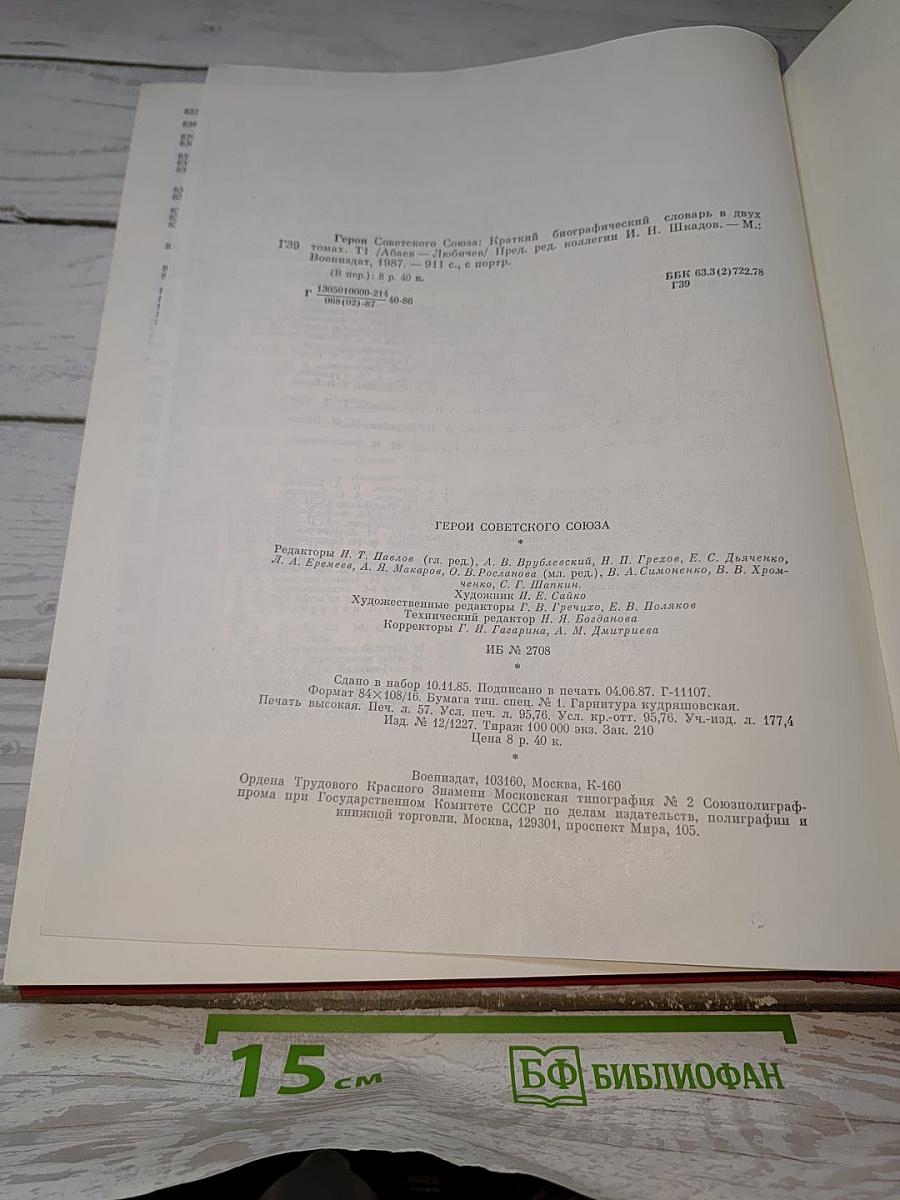 Герои Советского Союза: Краткий биографический словарь в двух
Г39 томах. Т1 /Абаев — Любичев/ Пред. ред. коллегии И. Н. Шкадов. — М.:
Воениздат, 1987. — 911 с., с портр.
(В пер.): 8 р. 40 к.
ББК 63.3(2)722.78
Г39
Г 1305010000-214 40-86
068(02)-87
ГЕРОИ СОВЕТСКОГО СОЮЗА
*
Редакторы И. Т. Павлов (гл. ред.), А. В. Врублевский, Н. П. Грехов, Е. С. Дьяченко,
Л. А. Еремеев, А. Я. Макаров, О. В. Росланова (мл. ред.), В. А. Симоненко, В. В. Хром-
ченко, С. Г. Шапкин.
Художник И. Е. Сайко
Художественные редакторы Г. В. Гречихо, Е. В. Поляков
Технический редактор Н. Я. Богданова
Корректоры Г. И. Гагарина, А. М. Дмитриева
ИБ № 2708
*
Сдано в набор 10.11.85. Подписано в печать 04.06.87. Г-11107.
Формат 84×108/16. Бумага тип. спец. № 1. Гарнитура кудряшовская.
Печать высокая. Печ. л. 57. Усл. печ. л. 95,76. Усл. кр.-отт. 95,76. Уч.-изд. л. 177,4
Изд. № 12/1227. Тираж 100 000 экз. Зак. 210
Цена 8 р. 40 к.
*
Воениздат, 103160, Москва, К-160
Ордена Трудового Красного Знамени Московская типография № 2 Союзполиграф-
прома при Государственном Комитете СССР по делам издательств, полиграфии и
книжной торговли. Москва, 129301, проспект Мира, 105.
15 см
БФ БИБЛИОФАН